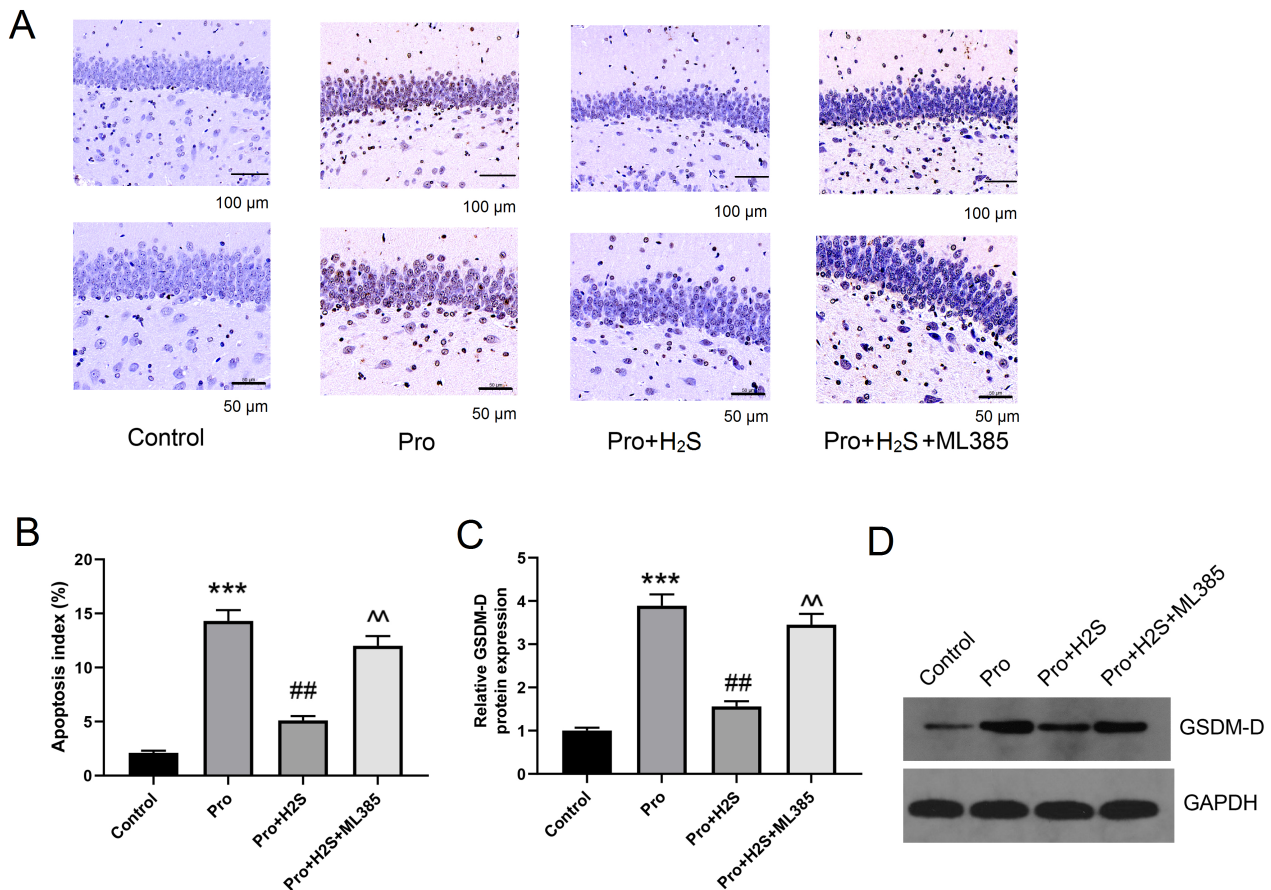 A
100 µm
100 µm
100 µm
100 µm
50 µm
50 µm
50 µm
50 µm
Control
Pro
Pro+H₂S
Pro+H₂S+ML385
B
Apoptosis index (%)
20
15
10
5
0
***
##
^^
Control
Pro
Pro+H2S
Pro+H2S+ML385
C
Relative GSDM-D
protein expression
5
4
3
2
1
0
***
##
^^
Control
Pro
Pro+H2S
Pro+H2S+ML385
D
Control
Pro
Pro+H2S
Pro+H2S+ML385
GSDM-D
GAPDH